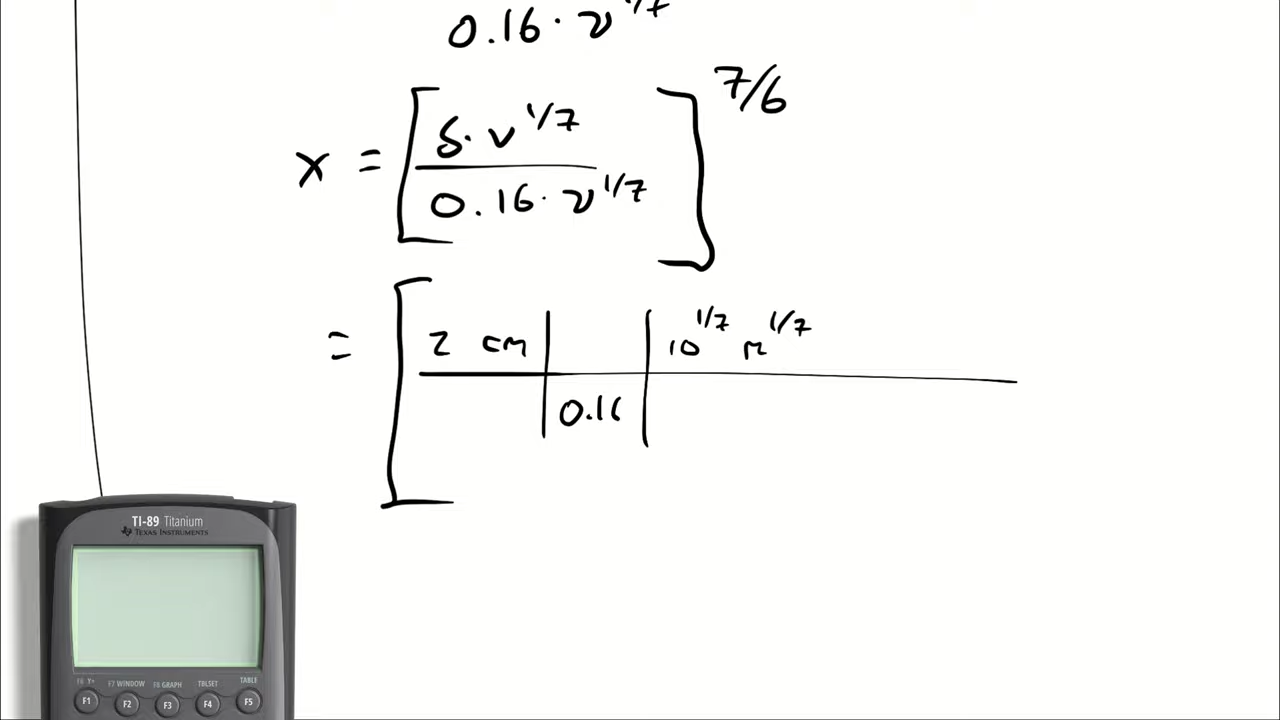 0.16 · ν^1/7
x = [ δ · V^1/7 / 0.16 · ν^1/7 ]^7/6
= [ 2 cm | | 10^1/7 m^1/7
0.16
TI-89 Titanium
TEXAS INSTRUMENTS
F6 Y= F7 WINDOW F8 GRAPH TBLSET TABLE
F1 F2 F3 F4 F5